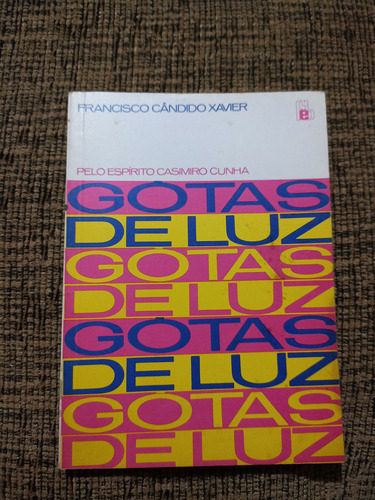 FRANCISCO CÂNDIDO XAVIER
PELO ESPÍRITO CASIMIRO CUNHA
GOTAS
DE LUZ
GOTAS
DE LUZ
GOTAS
DE LUZ
GOTAS
DE LUZ